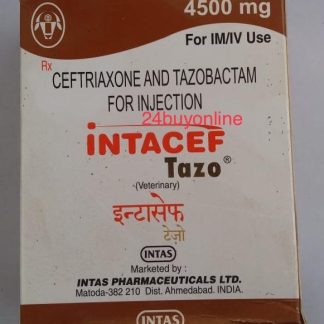 4500 mg
For IM/IV Use
Rx
CEFTRIAXONE AND TAZOBACTAM
FOR INJECTION
24buyonline
INTACEF
Tazo®
(Veterinary)
इन्टासेफ
टेज़ो
INTAS
Marketed by :
INTAS PHARMACEUTICALS LTD.
Matoda-382 210 Dist. Ahmedabad. INDIA.
INTAS